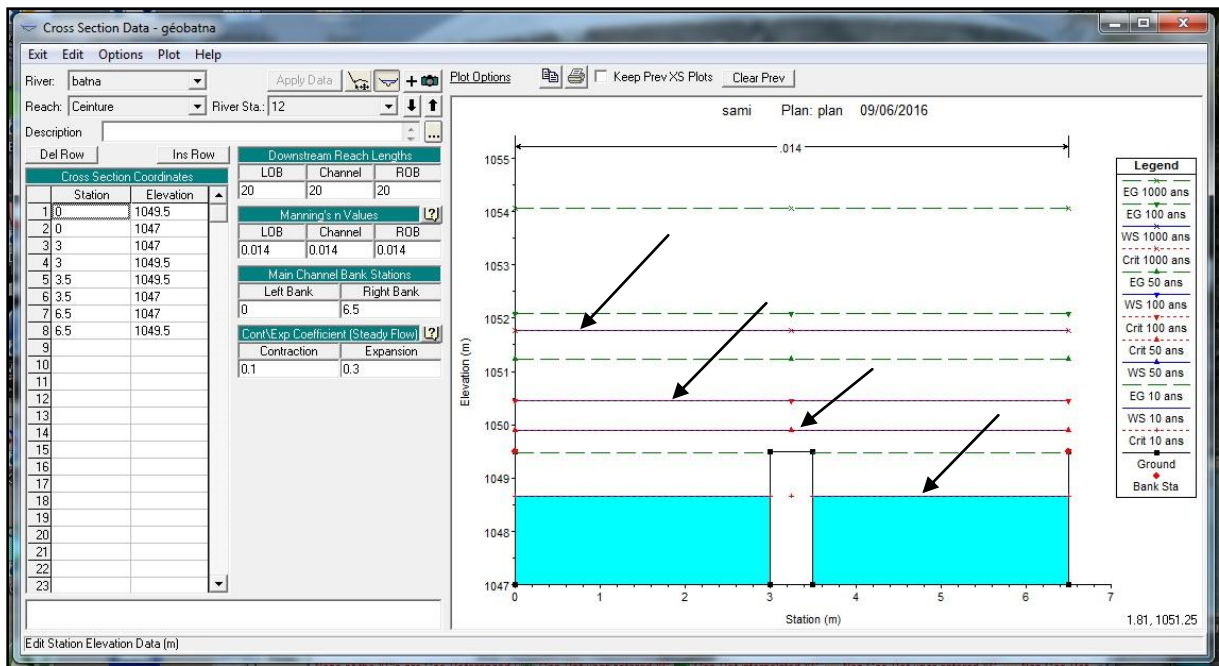 Cross Section Data - géobatna
Exit Edit Options Plot Help
River: batna Apply Data
Reach: Ceinture River Sta.: 12
Description ...
Del Row Ins Row
Cross Section Coordinates
Station Elevation
1 0 1049.5
2 0 1047
3 3 1047
4 3 1049.5
5 3.5 1049.5
6 3.5 1047
7 6.5 1047
8 6.5 1049.5
9
10
11
12
13
14
15
16
17
18
19
20
21
22
23
Downstream Reach Lengths
LOB Channel ROB
20 20 20
Manning's n Values ?
LOB Channel ROB
0.014 0.014 0.014
Main Channel Bank Stations
Left Bank Right Bank
0 6.5
Cont\Exp Coefficient (Steady Flow) ?
Contraction Expansion
0.1 0.3
Edit Station Elevation Data (m)
Plot Options Keep Prev XS Plots Clear Prev
sami Plan: plan 09/06/2016
.014
1055
1054
1053
1052
1051
1050
1049
1048
1047
Elevation (m)
0 1 2 3 4 5 6 7
Station (m)
Legend
EG 1000 ans
EG 100 ans
WS 1000 ans
Crit 1000 ans
EG 50 ans
WS 100 ans
Crit 100 ans
Crit 50 ans
WS 50 ans
EG 10 ans
WS 10 ans
Crit 10 ans
Ground
Bank Sta
1.81, 1051.25